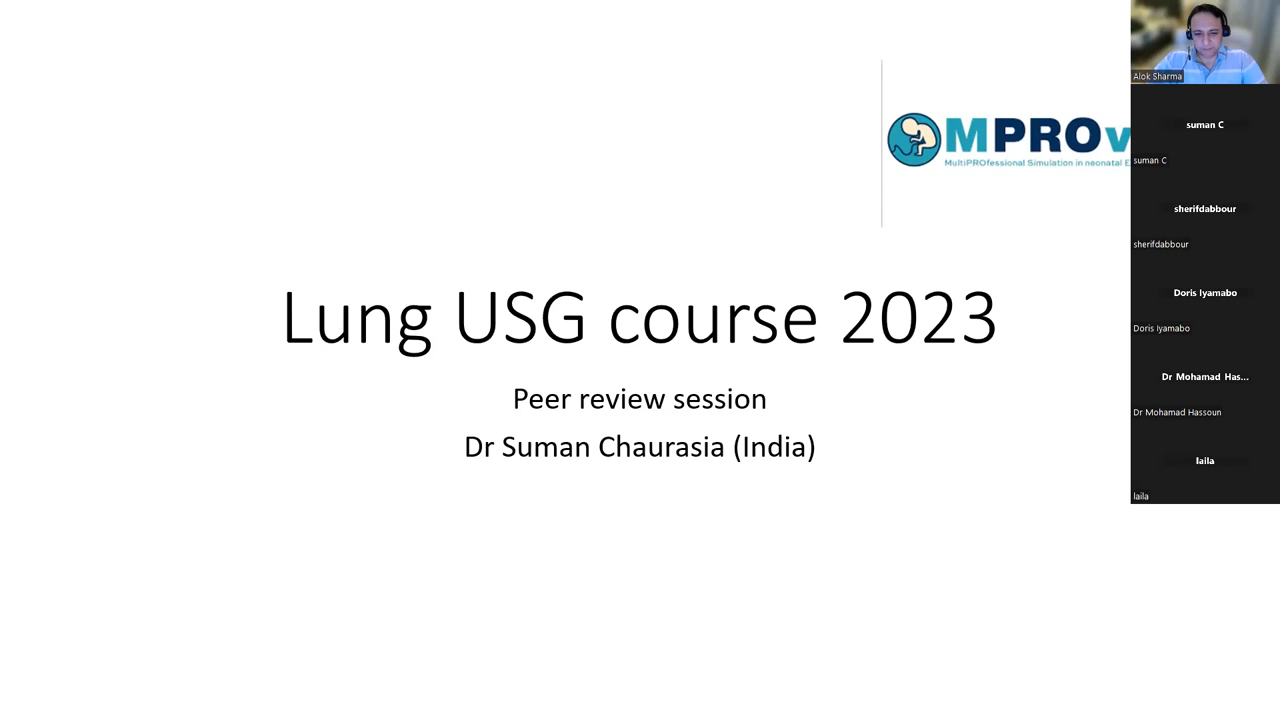 MPROv
MultiPROfessional Simulation in neonatal E
Lung USG course 2023
Peer review session
Dr Suman Chaurasia (India)
Alok Sharma
suman C
suman C
sherifdabbour
sherifdabbour
Doris Iyamabo
Doris Iyamabo
Dr Mohamad Has...
Dr Mohamad Hassoun
laila
laila